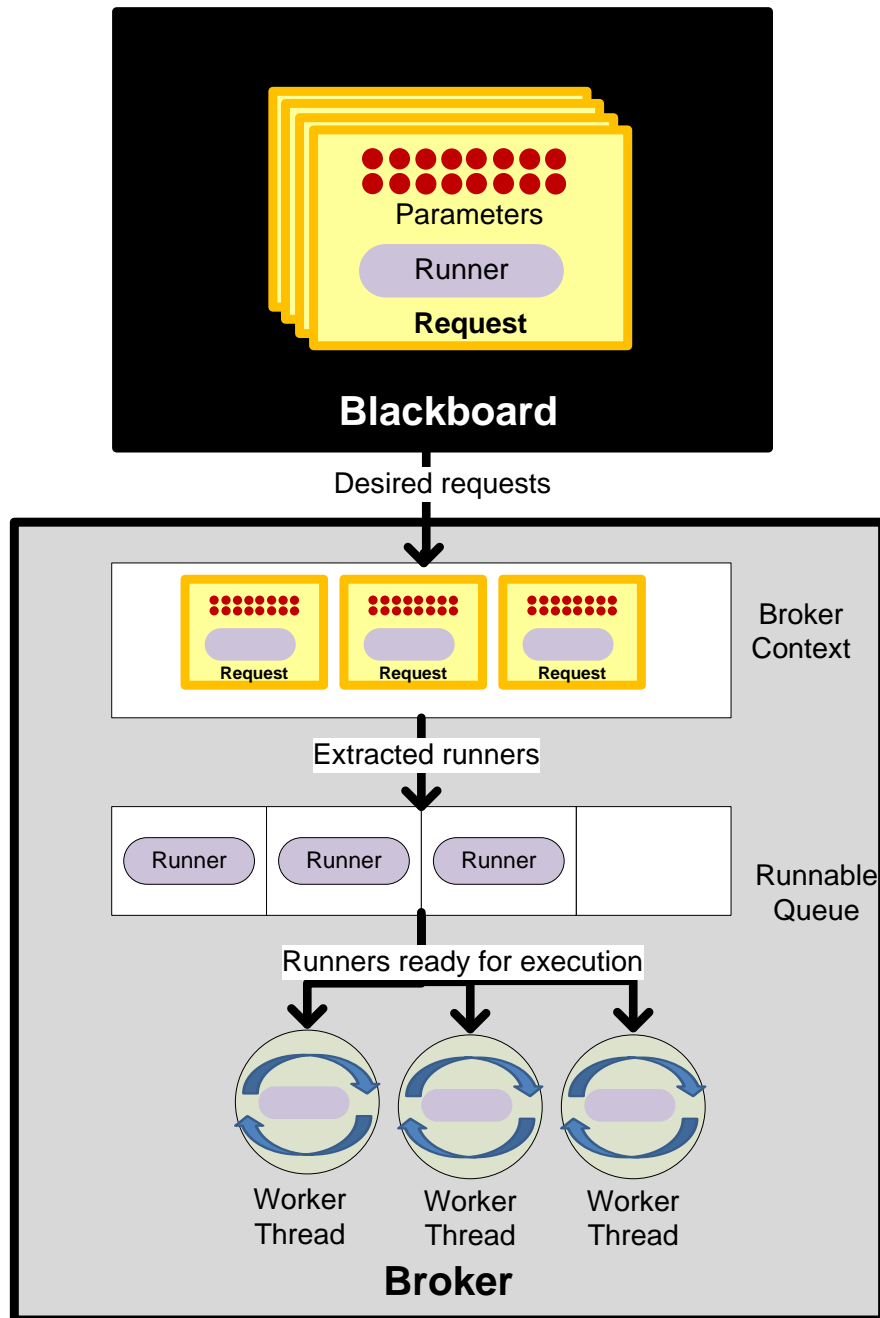 Parameters
Runner
Request
Blackboard
Desired requests
Request
Request
Request
Broker
Context
Extracted runners
Runner
Runner
Runner
Runnable
Queue
Runners ready for execution
Worker
Thread
Worker
Thread
Worker
Thread
Broker